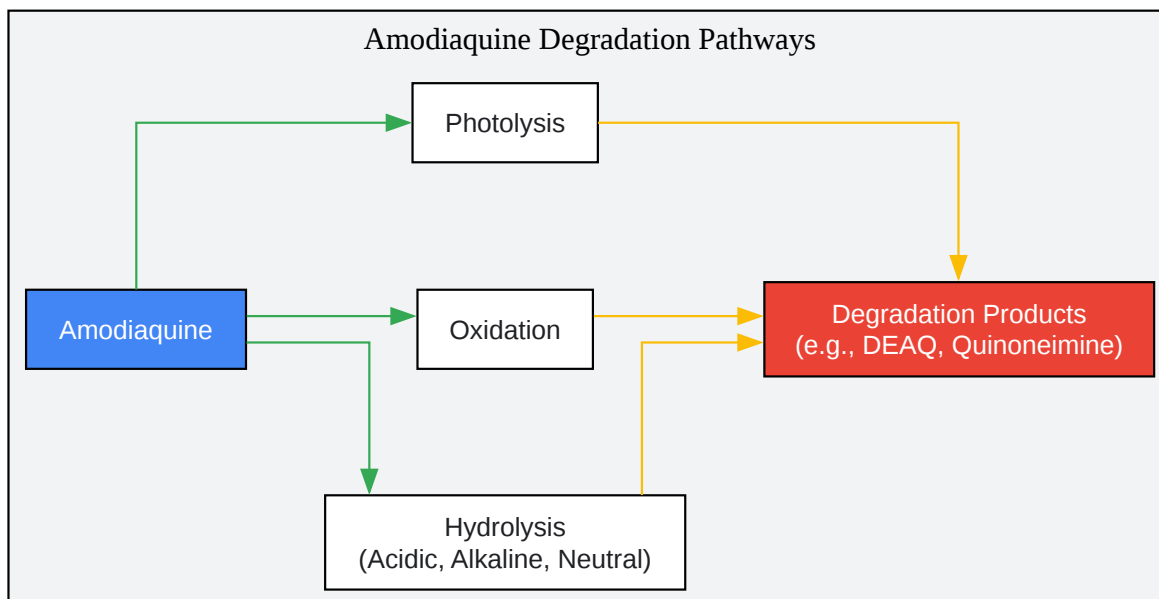 Amodiaquine Degradation Pathways
Photolysis
Amodiaquine
Oxidation
Degradation Products
(e.g., DEAQ, Quinoneimine)
Hydrolysis
(Acidic, Alkaline, Neutral)